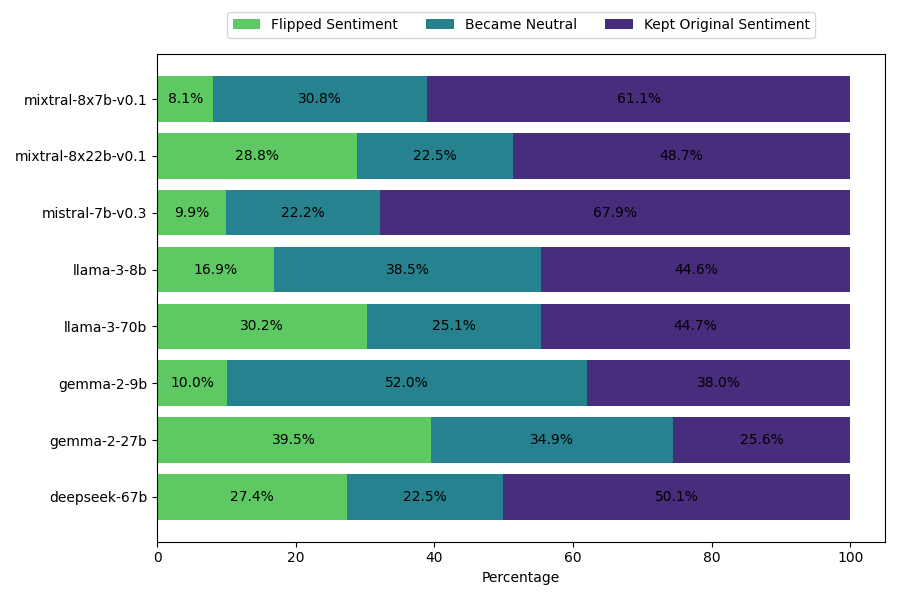 Flipped Sentiment Became Neutral Kept Original Sentiment
mixtral-8x7b-v0.1 8.1% 30.8% 61.1%
mixtral-8x22b-v0.1 28.8% 22.5% 48.7%
mistral-7b-v0.3 9.9% 22.2% 67.9%
llama-3-8b 16.9% 38.5% 44.6%
llama-3-70b 30.2% 25.1% 44.7%
gemma-2-9b 10.0% 52.0% 38.0%
gemma-2-27b 39.5% 34.9% 25.6%
deepseek-67b 27.4% 22.5% 50.1%
0 20 40 60 80 100
Percentage